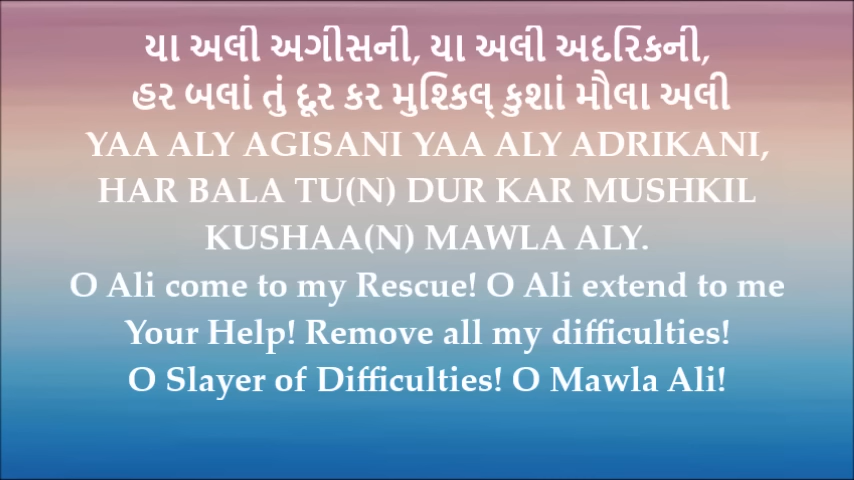 યા અલી અગીસની, યા અલી અદરિકની,
હર બલાં તું દૂર કર મુશ્કિલ્ કુશાં મૌલા અલી
YAA ALY AGISANI YAA ALY ADRIKANI,
HAR BALA TU(N) DUR KAR MUSHKIL
KUSHAA(N) MAWLA ALY.
O Ali come to my Rescue! O Ali extend to me
Your Help! Remove all my difficulties!
O Slayer of Difficulties! O Mawla Ali!